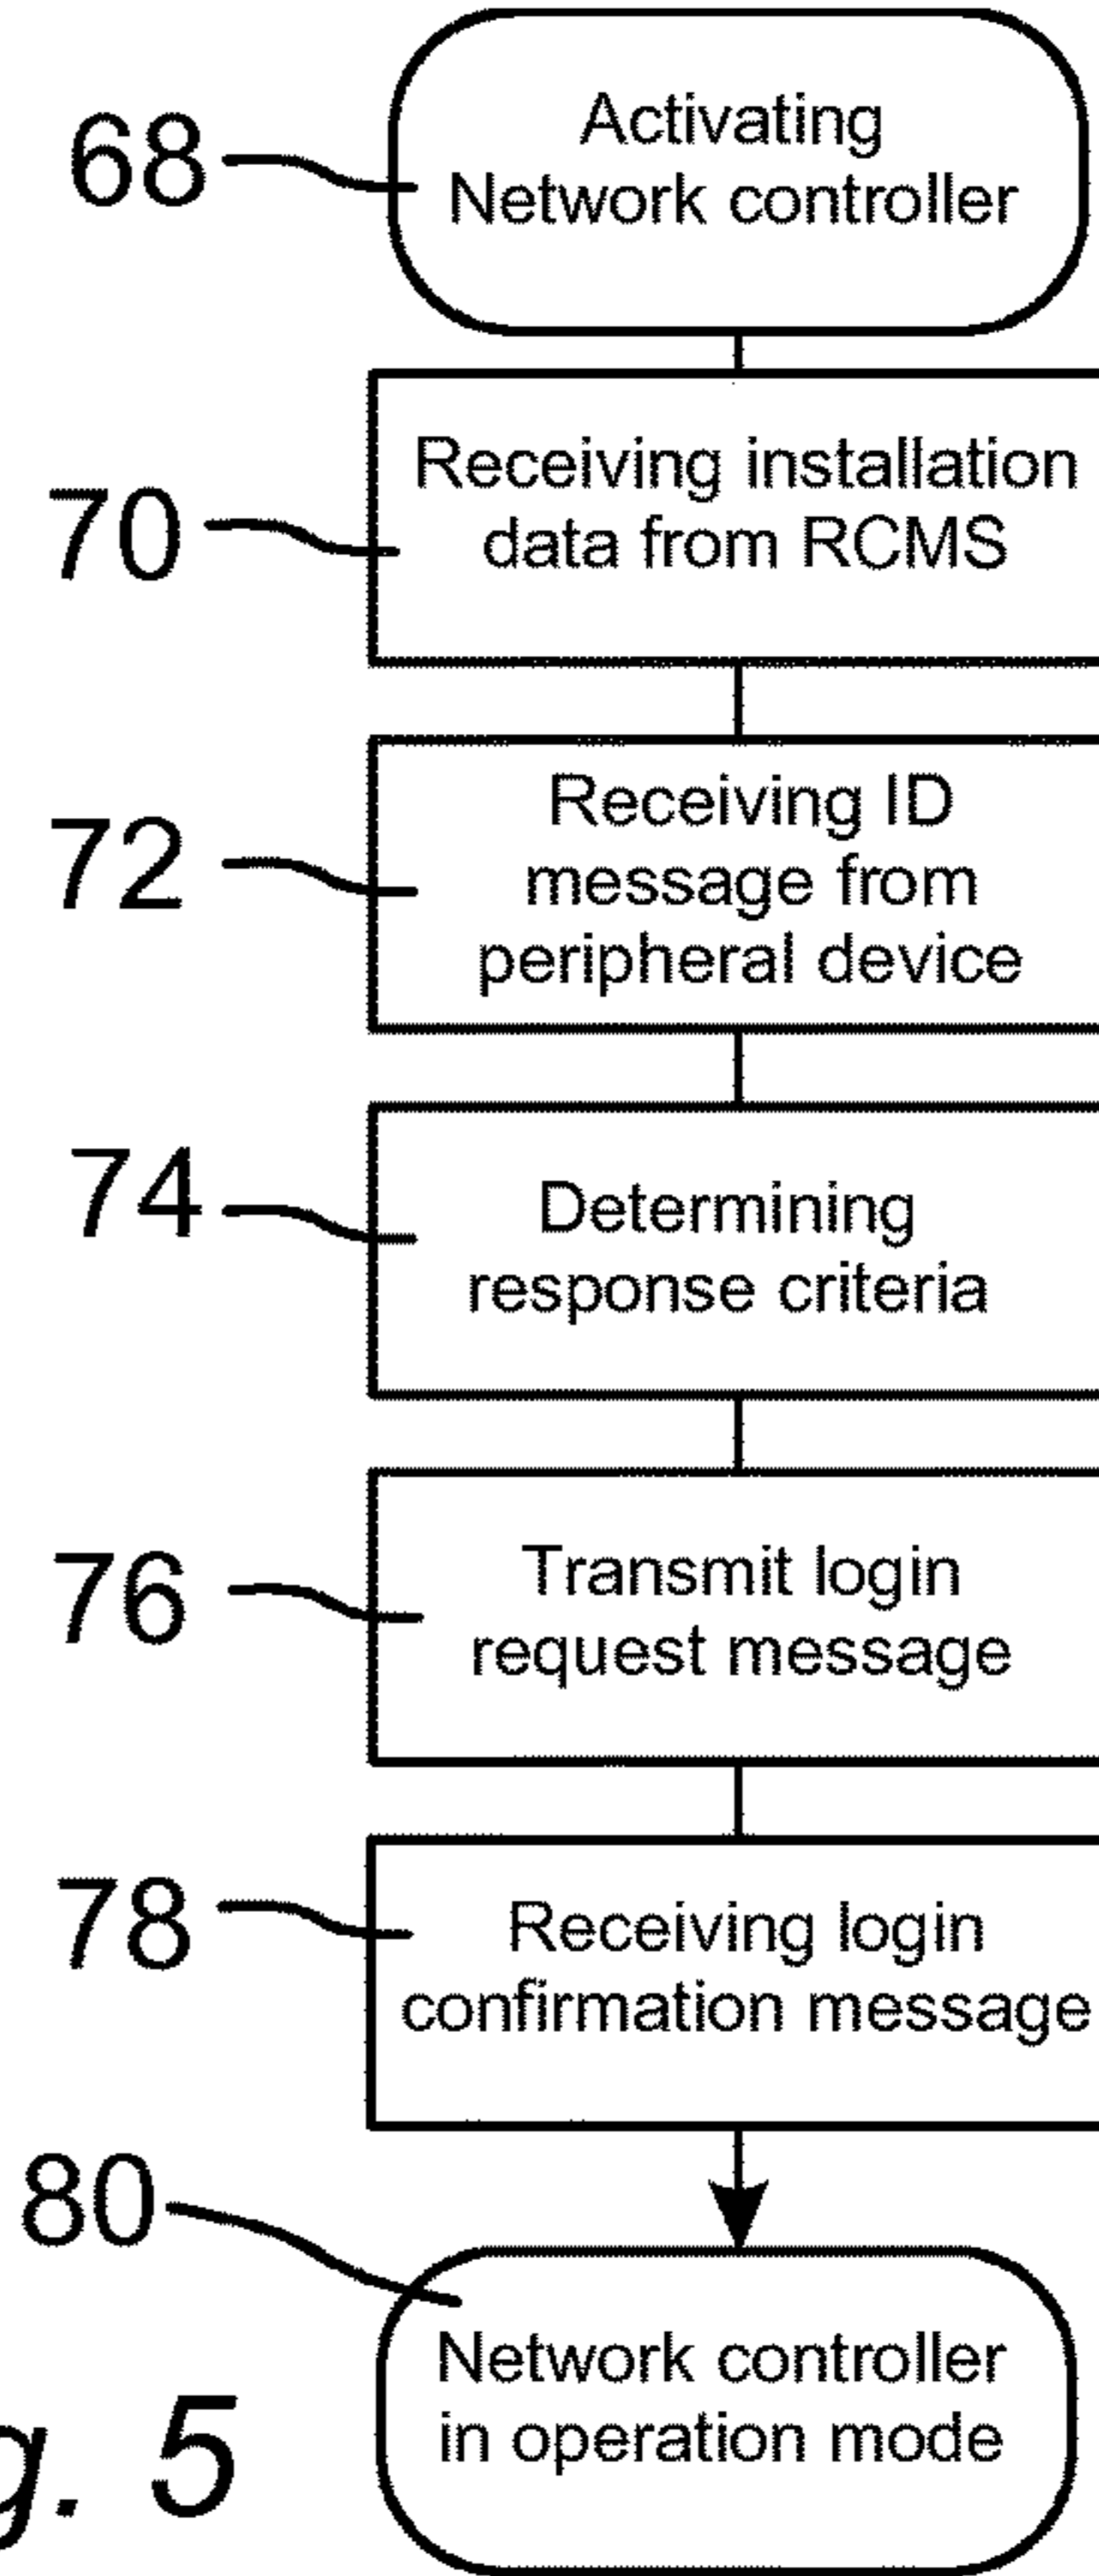 68
Activating
Network controller
70
Receiving installation
data from RCMS
72
Receiving ID
message from
peripheral device
74
Determining
response criteria
76
Transmit login
request message
78
Receiving login
confirmation message
80
Network controller
in operation mode
g. 5